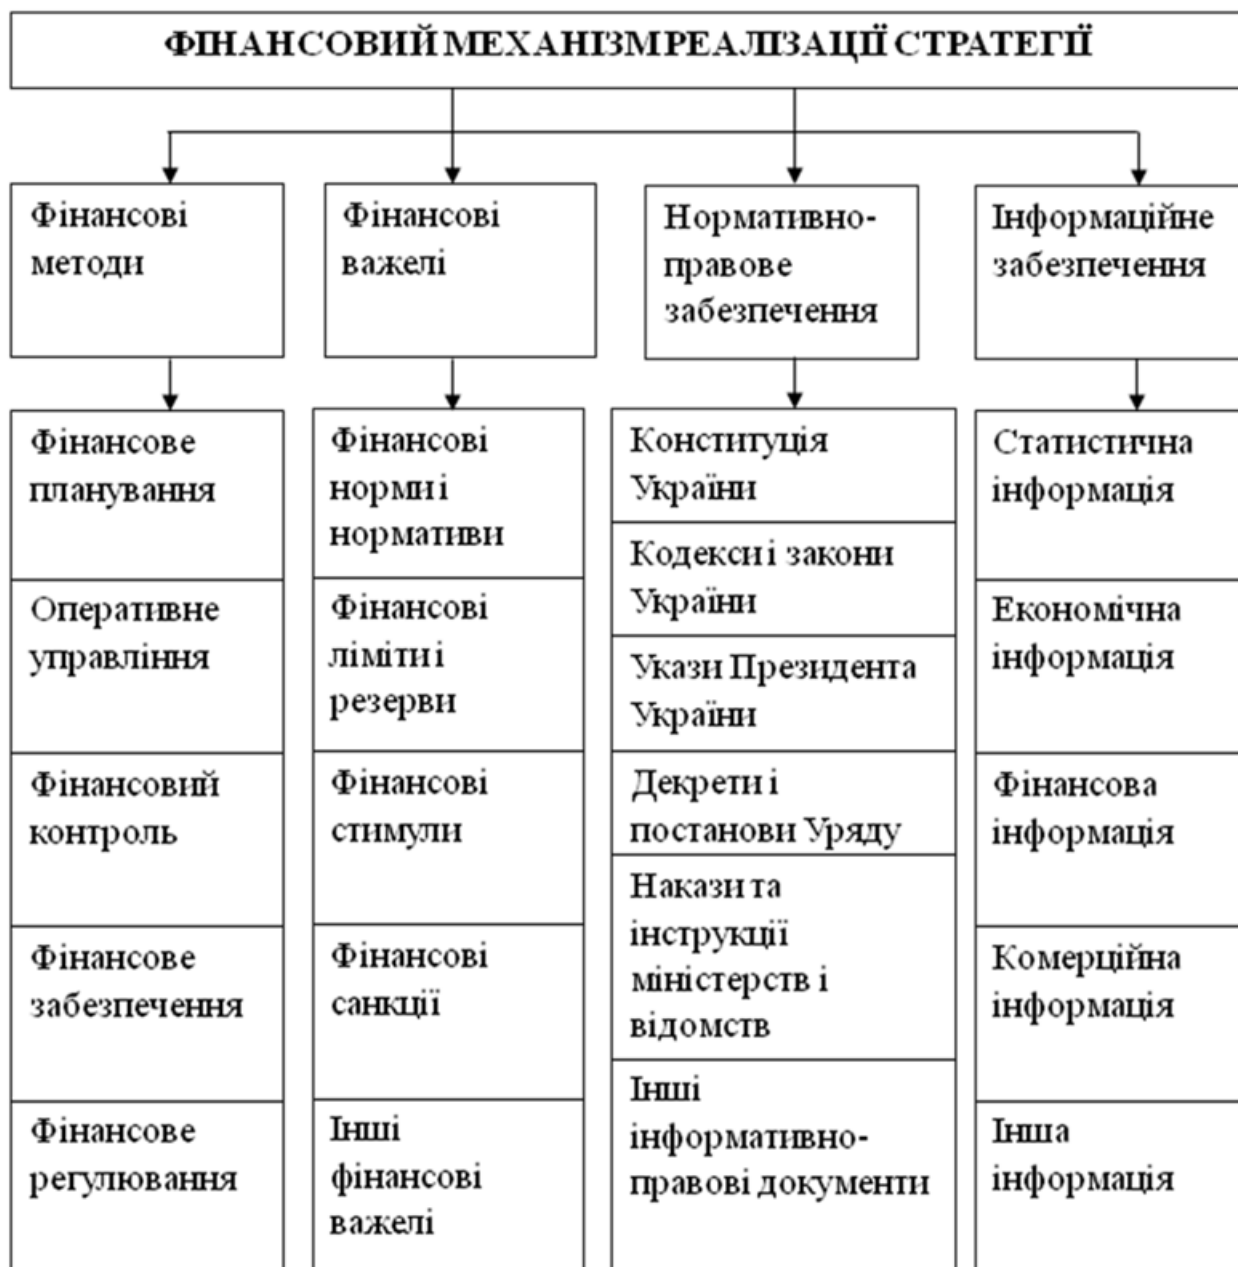 ФІНАНСОВИЙ МЕХАНІЗМ РЕАЛІЗАЦІЇ СТРАТЕГІЇ
Фінансові
методи
Фінансові
важелі
Нормативно-
правове
забезпечення
Інформаційне
забезпечення
Фінансове
планування
Оперативне
управління
Фінансовий
контроль
Фінансове
забезпечення
Фінансове
регулювання
Фінансові
норми і
нормативи
Фінансові
ліміти і
резерви
Фінансові
стимули
Фінансові
санкції
Інші
фінансові
важелі
Конституція
України
Кодекси і закони
України
Укази Президента
України
Декрети і
постанови Уряду
Накази та
інструкції
міністерств і
відомств
Інші
інформативно-
правові документи
Статистична
інформація
Економічна
інформація
Фінансова
інформація
Комерційна
інформація
Інша
інформація